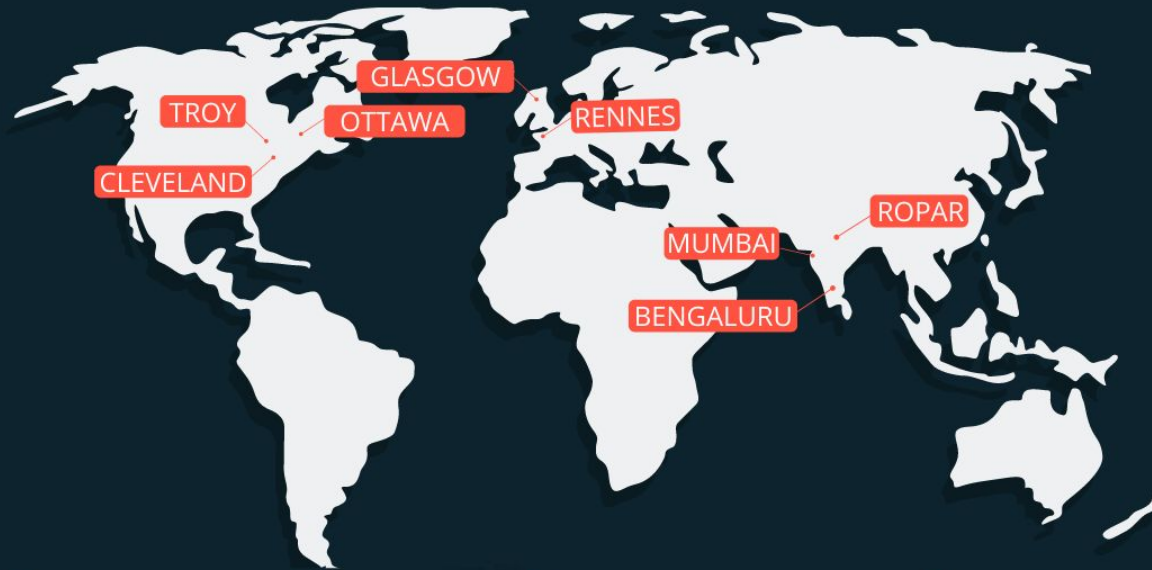 GLASGOW
TROY
OTTAWA
RENNES
CLEVELAND
ROPAR
MUMBAI
BENGALURU